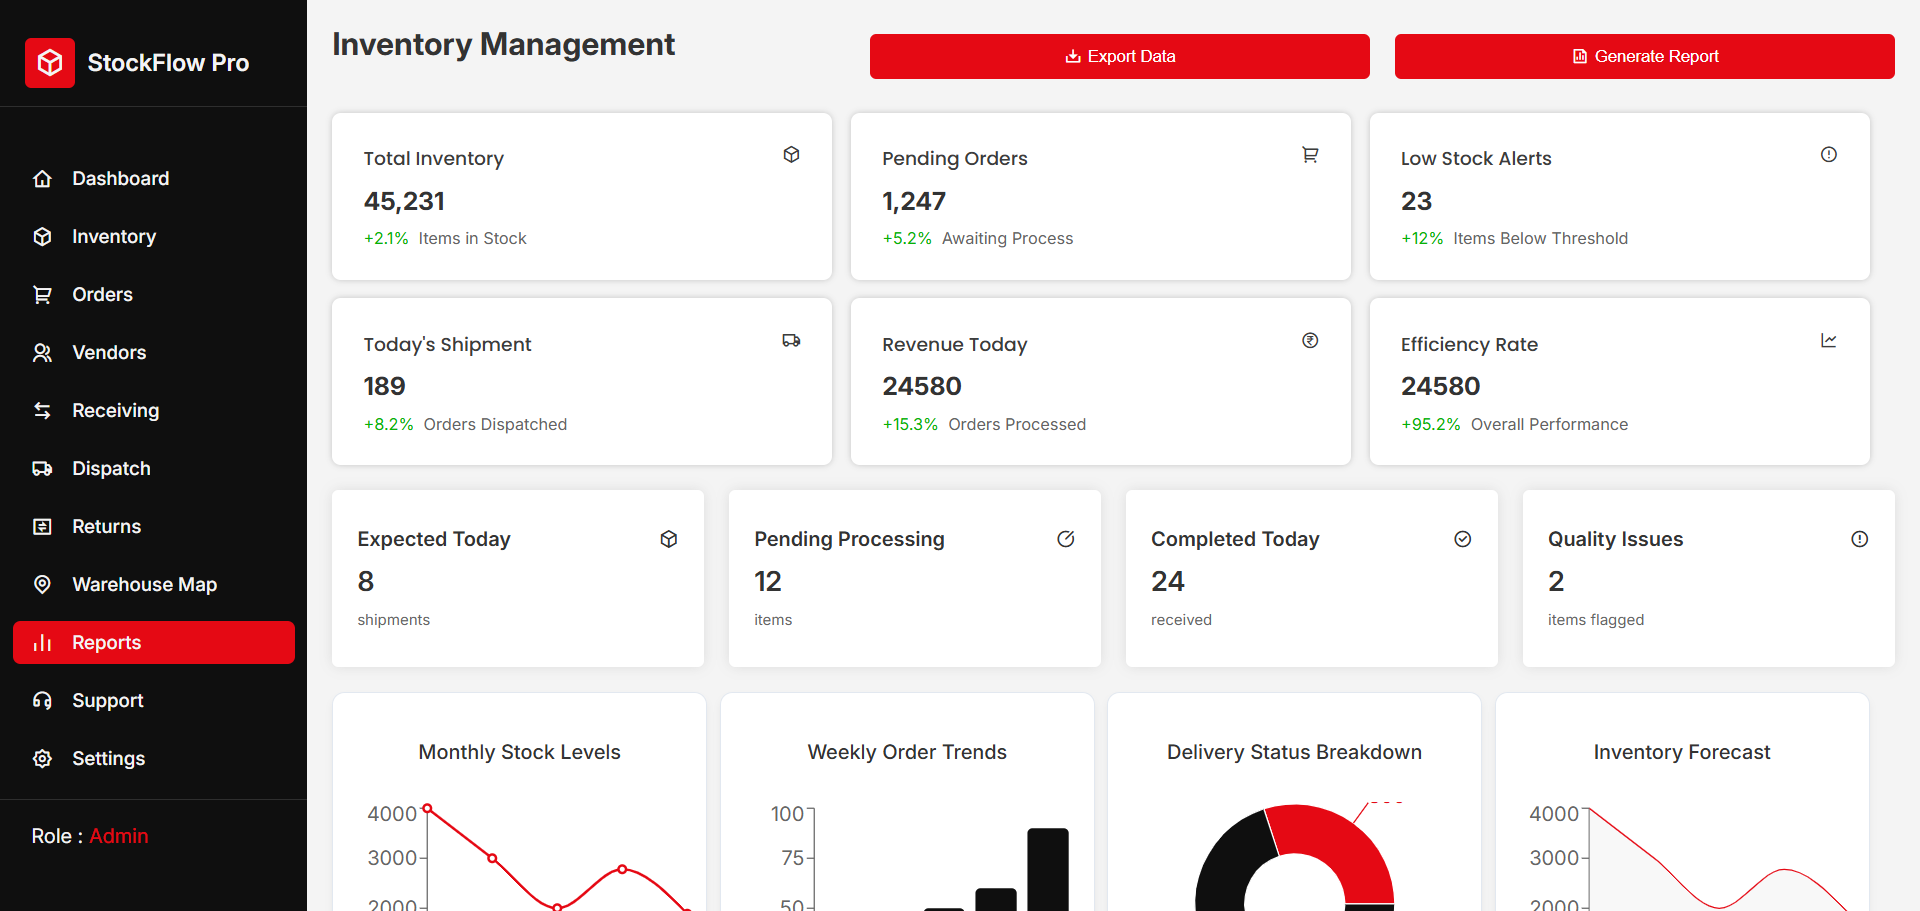 StockFlow Pro
Dashboard
Inventory
Orders
Vendors
Receiving
Dispatch
Returns
Warehouse Map
Reports
Support
Settings
Role : Admin
Inventory Management
Export Data
Generate Report
Total Inventory
45,231
+2.1% Items in Stock
Pending Orders
1,247
+5.2% Awaiting Process
Low Stock Alerts
23
+12% Items Below Threshold
Today's Shipment
189
+8.2% Orders Dispatched
Revenue Today
24580
+15.3% Orders Processed
Efficiency Rate
24580
+95.2% Overall Performance
Expected Today
8
shipments
Pending Processing
12
items
Completed Today
24
received
Quality Issues
2
items flagged
Monthly Stock Levels
4000
3000
2000
Weekly Order Trends
100
75
50
Delivery Status Breakdown
Inventory Forecast
4000
3000
2000